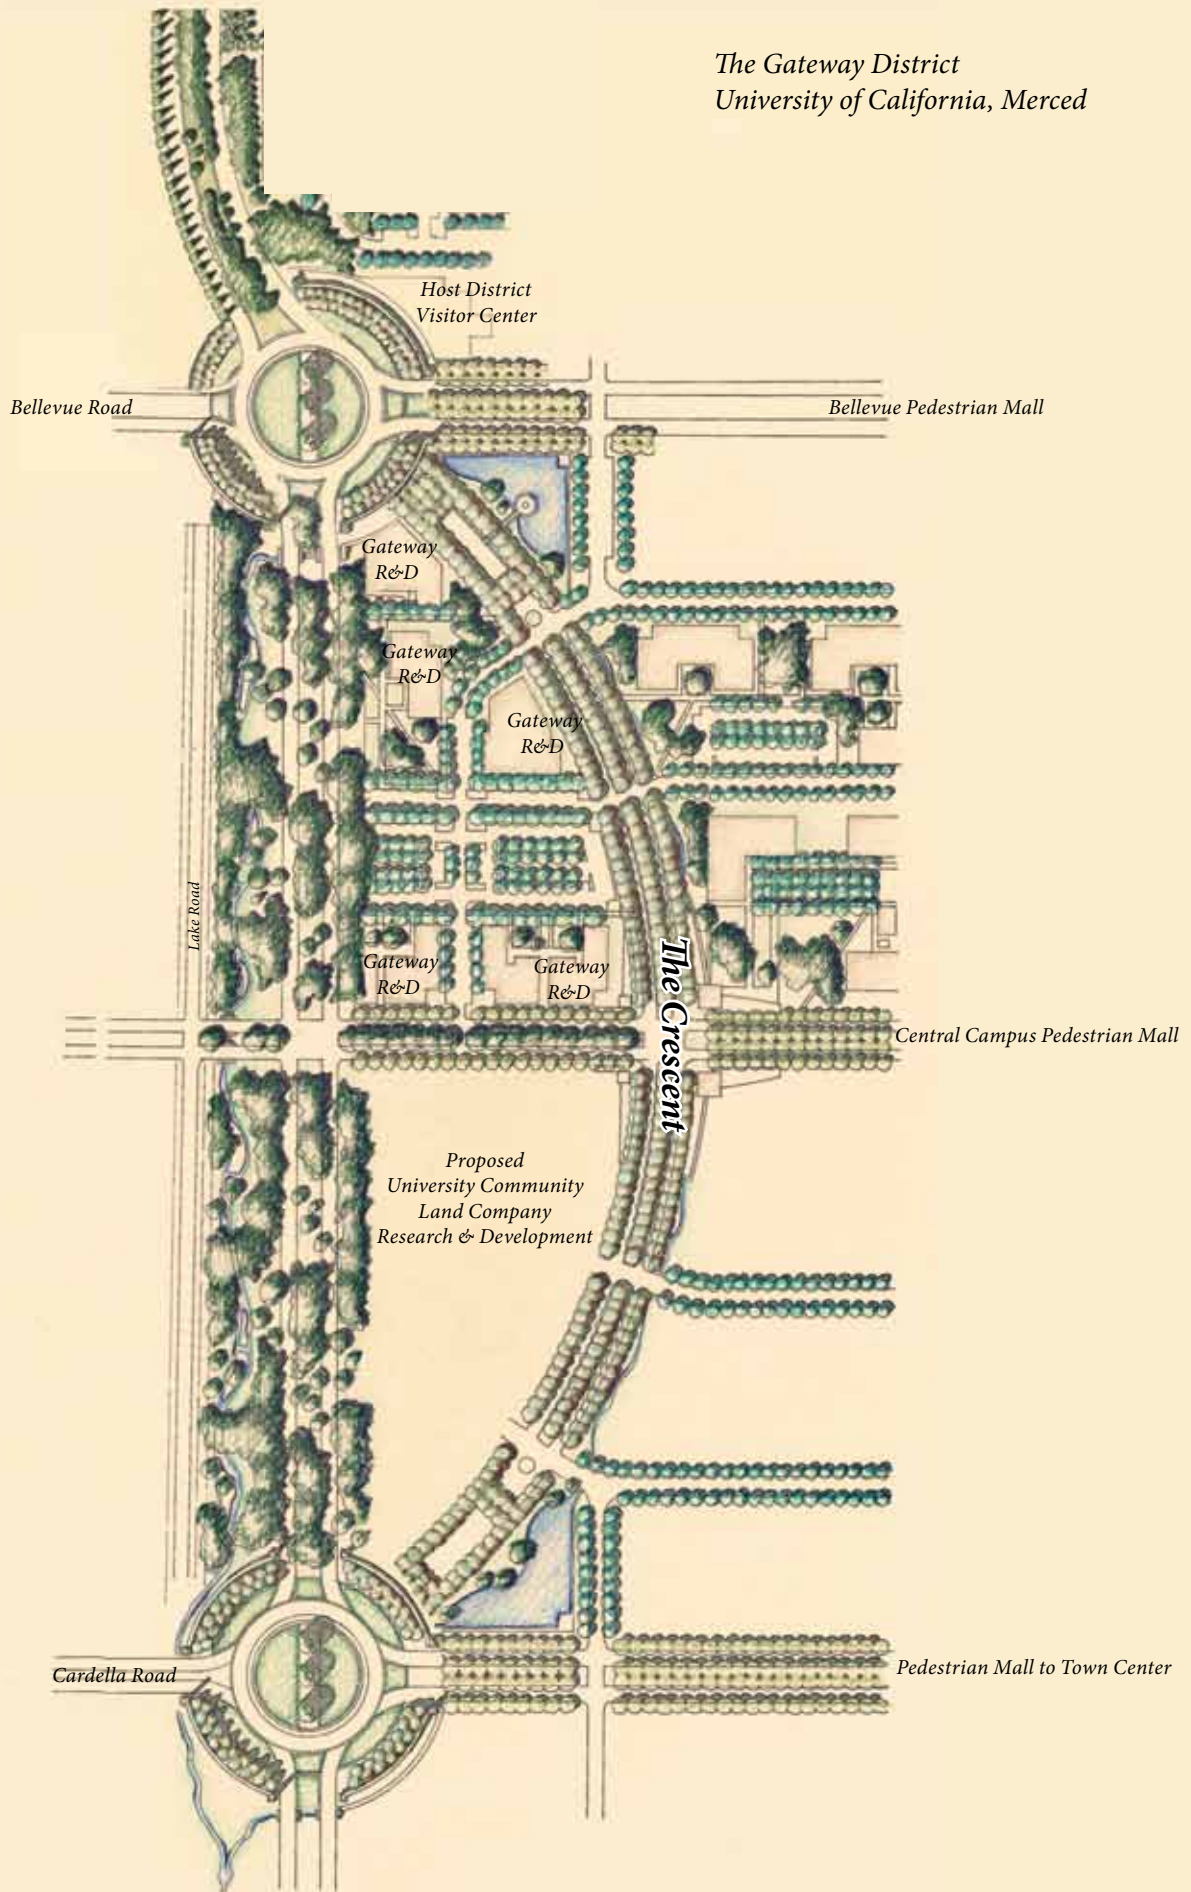 The Gateway District
University of California, Merced
Host District
Visitor Center
Bellevue Road
Bellevue Pedestrian Mall
Gateway
R&D
Gateway
R&D
Gateway
R&D
Lake Road
Gateway
R&D
Gateway
R&D
The Crescent
Central Campus Pedestrian Mall
Proposed
University Community
Land Company
Research & Development
Cardella Road
Pedestrian Mall to Town Center